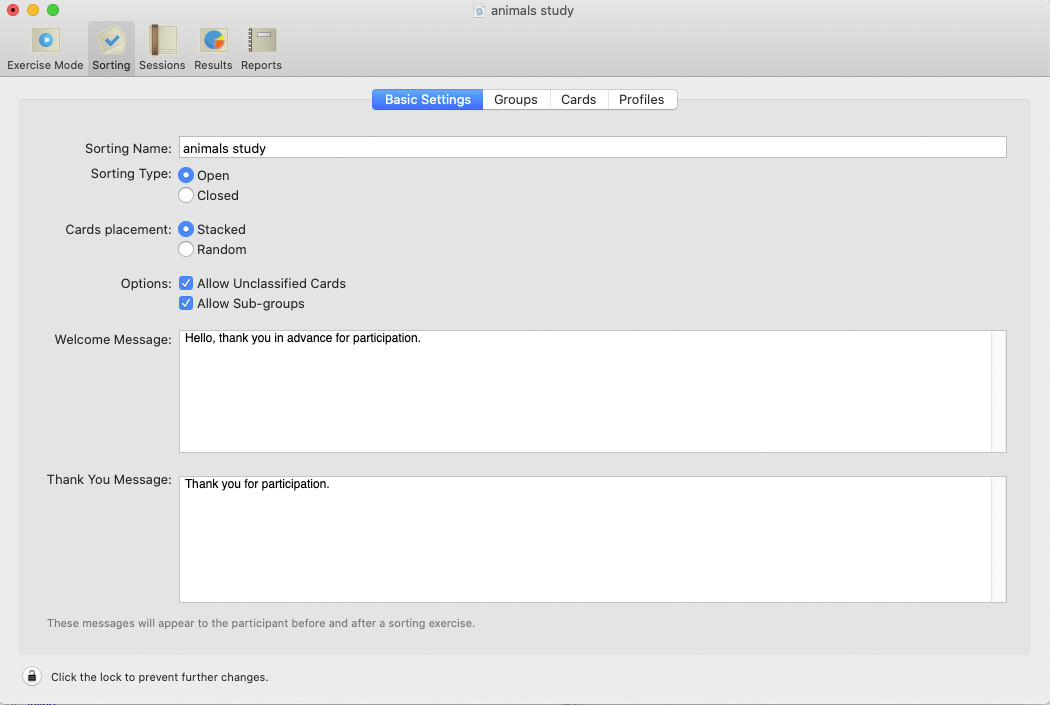 animals study
Exercise Mode Sorting Sessions Results Reports
Basic Settings Groups Cards Profiles
Sorting Name: animals study
Sorting Type: Open
Closed
Cards placement: Stacked
Random
Options: Allow Unclassified Cards
Allow Sub-groups
Welcome Message: Hello, thank you in advance for participation.
Thank You Message: Thank you for participation.
These messages will appear to the participant before and after a sorting exercise.
Click the lock to prevent further changes.